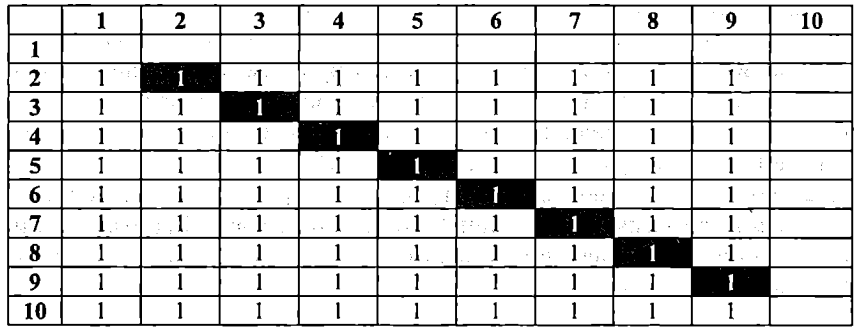 1 2 3 4 5 6 7 8 9 10
1
2 1 1 1 1 1 1 1 1 1
3 1 1 1 1 1 1 1 1 1
4 1 1 1 1 1 1 1 1 1
5 1 1 1 1 1 1 1 1 1
6 1 1 1 1 1 1 1 1 1
7 1 1 1 1 1 1 1 1 1
8 1 1 1 1 1 1 1 1 1
9 1 1 1 1 1 1 1 1 1
10 1 1 1 1 1 1 1 1 1